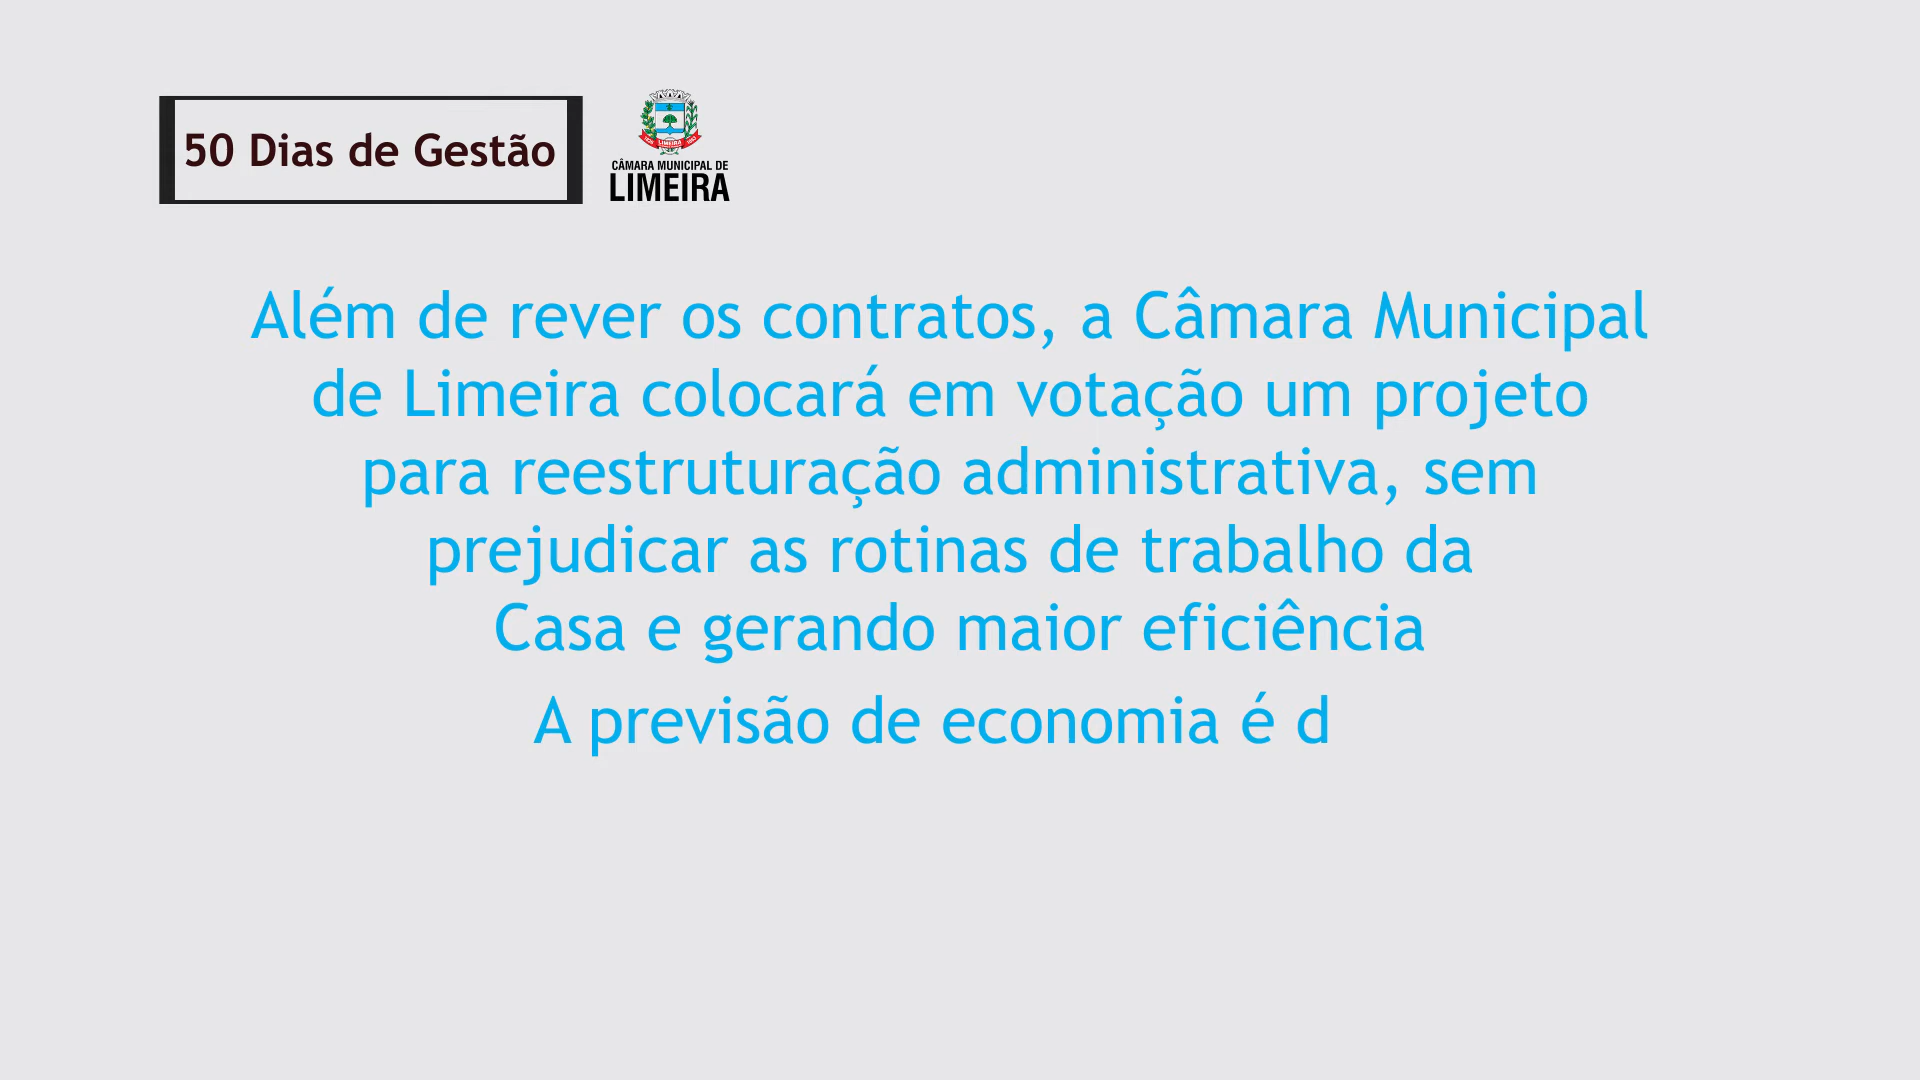 50 Dias de Gestão
LIMEIRA
CÂMARA MUNICIPAL DE
LIMEIRA
Além de rever os contratos, a Câmara Municipal
de Limeira colocará em votação um projeto
para reestruturação administrativa, sem
prejudicar as rotinas de trabalho da
Casa e gerando maior eficiência
A previsão de economia é d